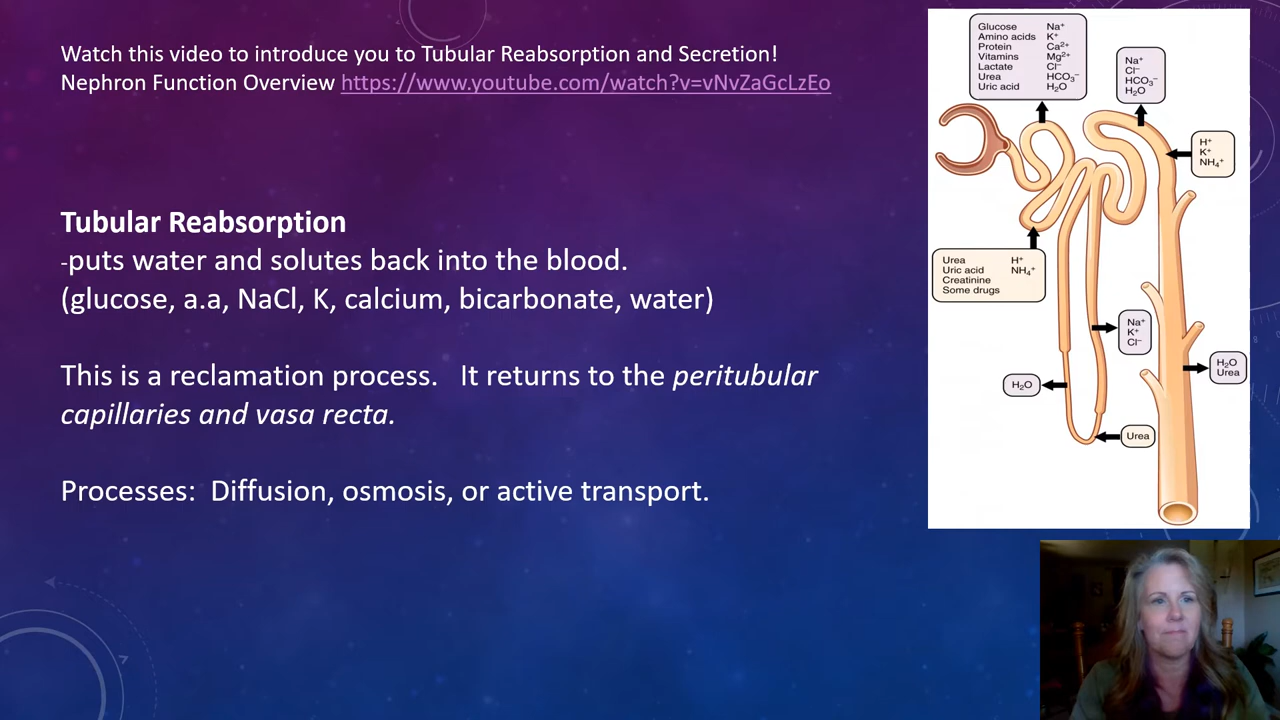 Watch this video to introduce you to Tubular Reabsorption and Secretion!
Nephron Function Overview https://www.youtube.com/watch?v=vNvZaGcLzEo
Tubular Reabsorption
-puts water and solutes back into the blood.
(glucose, a.a, NaCl, K, calcium, bicarbonate, water)
This is a reclamation process.   It returns to the peritubular
capillaries and vasa recta.
Processes:  Diffusion, osmosis, or active transport.
Glucose Na⁺
Amino acids K⁺
Protein Ca²⁺
Vitamins Mg²⁺
Lactate Cl⁻
Urea HCO₃⁻
Uric acid H₂O
Na⁺
Cl⁻
HCO₃⁻
H₂O
H⁺
K⁺
NH₄⁺
Urea H⁺
Uric acid NH₄⁺
Creatinine
Some drugs
Na⁺
K⁺
Cl⁻
H₂O
Urea
H₂O
Urea